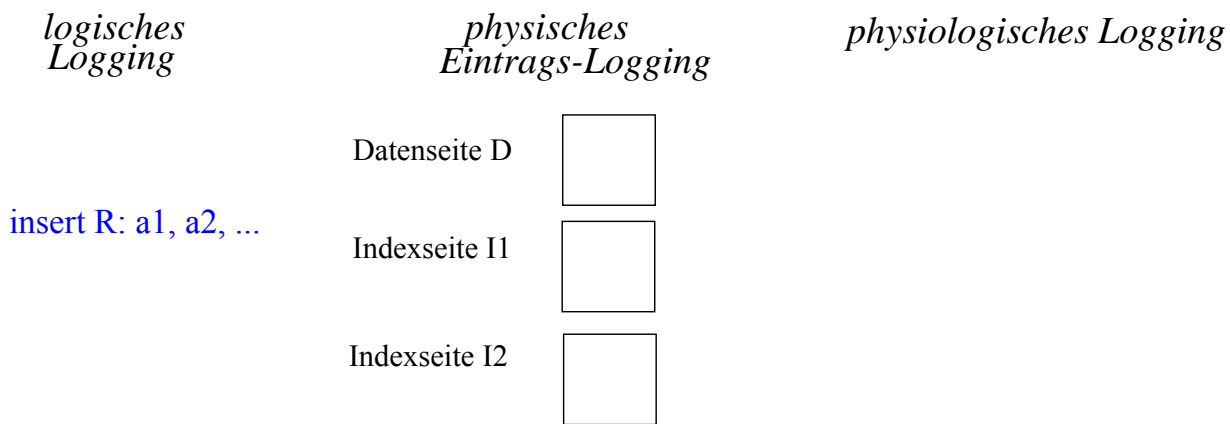 logisches
Logging
physisches
Eintrags-Logging
physiologisches Logging
Datenseite D
insert R: a1, a2, ...
Indexseite I1
Indexseite I2